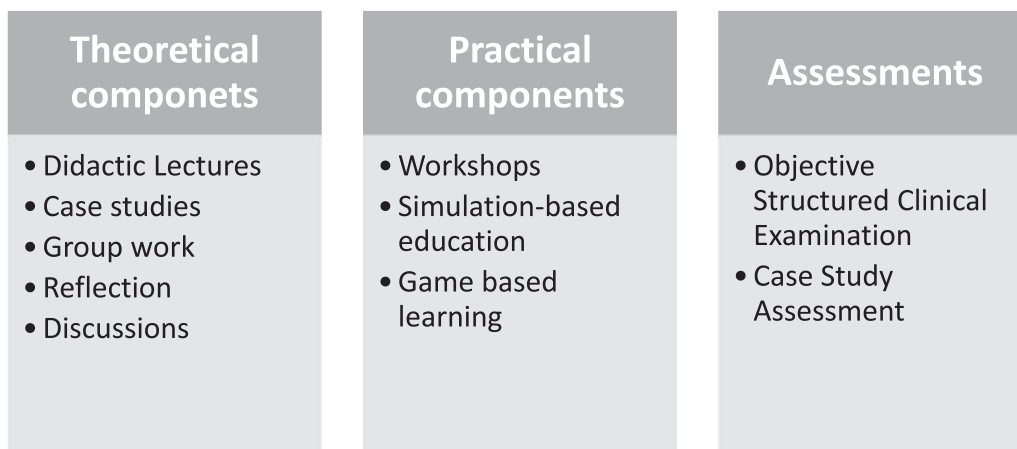 Theoretical
componets
• Didactic Lectures
• Case studies
• Group work
• Reflection
• Discussions
Practical
components
• Workshops
• Simulation-based
education
• Game based
learning
Assessments
• Objective
Structured Clinical
Examination
• Case Study
Assessment